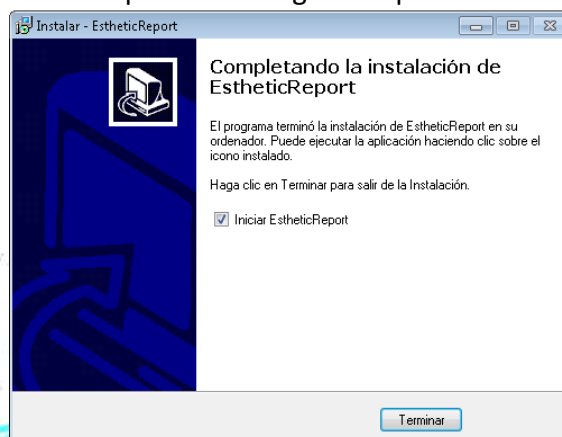 Instalar - EstheticReport
Completando la instalación de
EstheticReport
El programa terminó la instalación de EstheticReport en su
ordenador. Puede ejecutar la aplicación haciendo clic sobre el
icono instalado.
Haga clic en Terminar para salir de la Instalación.
Iniciar EstheticReport
Terminar